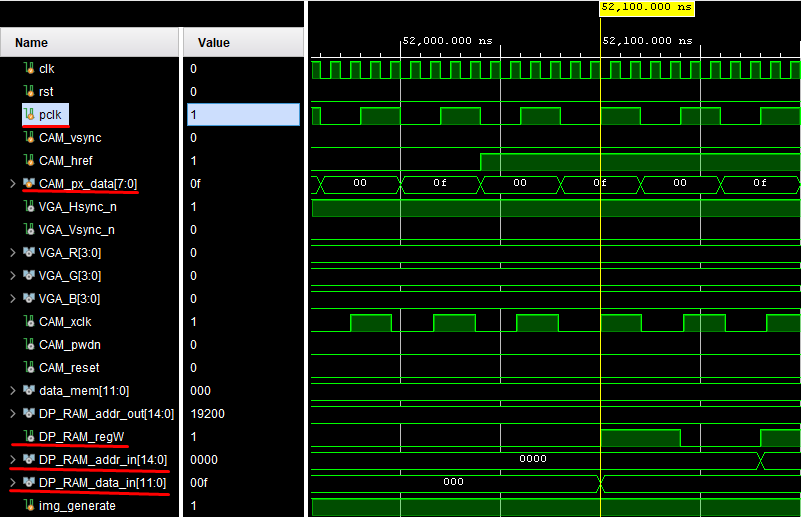 52,100.000 ns
Name Value 52,000.000 ns 52,100.000 ns
clk 0
rst 0
pclk 1
CAM_vsync 0
CAM_href 1
CAM_px_data[7:0] 0f 00 0f 00 0f 00 0f
VGA_Hsync_n 1
VGA_Vsync_n 0
VGA_R[3:0] 0
VGA_G[3:0] 0
VGA_B[3:0] 0
CAM_xclk 1
CAM_pwdn 0
CAM_reset 0
data_mem[11:0] 000
DP_RAM_addr_out[14:0] 19200
DP_RAM_regW 1
DP_RAM_addr_in[14:0] 0000 0000
DP_RAM_data_in[11:0] 00f 000
img_generate 1